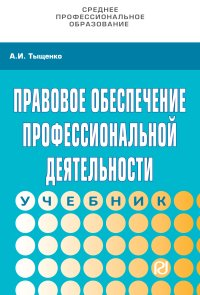 СРЕДНЕЕ
ПРОФЕССИОНАЛЬНОЕ
ОБРАЗОВАНИЕ
А.И. Тыщенко
ПРАВОВОЕ ОБЕСПЕЧЕНИЕ
ПРОФЕССИОНАЛЬНОЙ
ДЕЯТЕЛЬНОСТИ
УЧЕБНИК